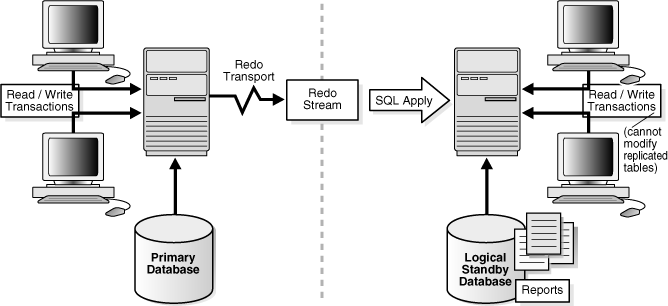 Read / Write
Transactions
Redo
Transport
Redo
Stream
SQL Apply
Read / Write
Transactions
(cannot
modify
replicated
tables)
Primary
Database
Logical
Standby
Database
Reports